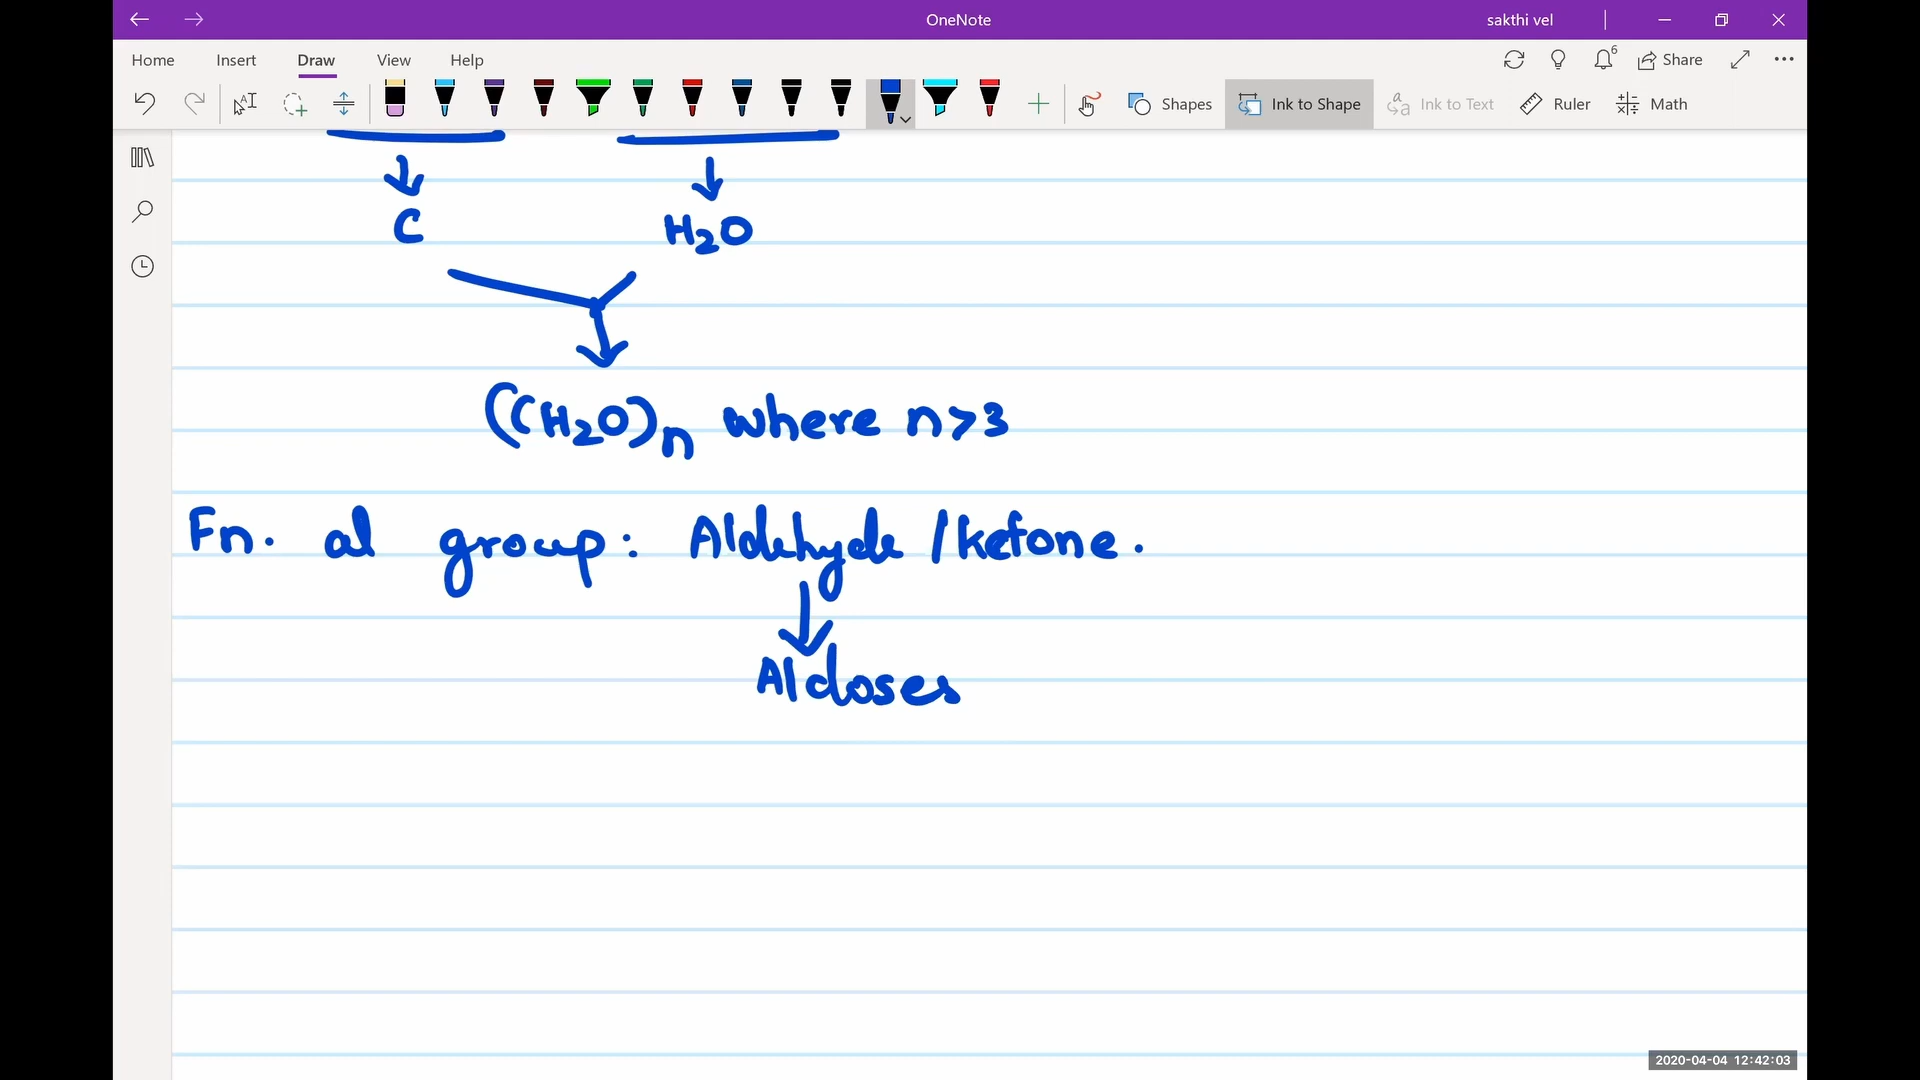 OneNote
sakthi vel
Home Insert Draw View Help
6 Share
Shapes Ink to Shape Ink to Text Ruler Math
C H2O
(CH2O)n where n>3
Fn. al group: Aldehyde /ketone.
Aldoses
2020-04-04 12:42:03